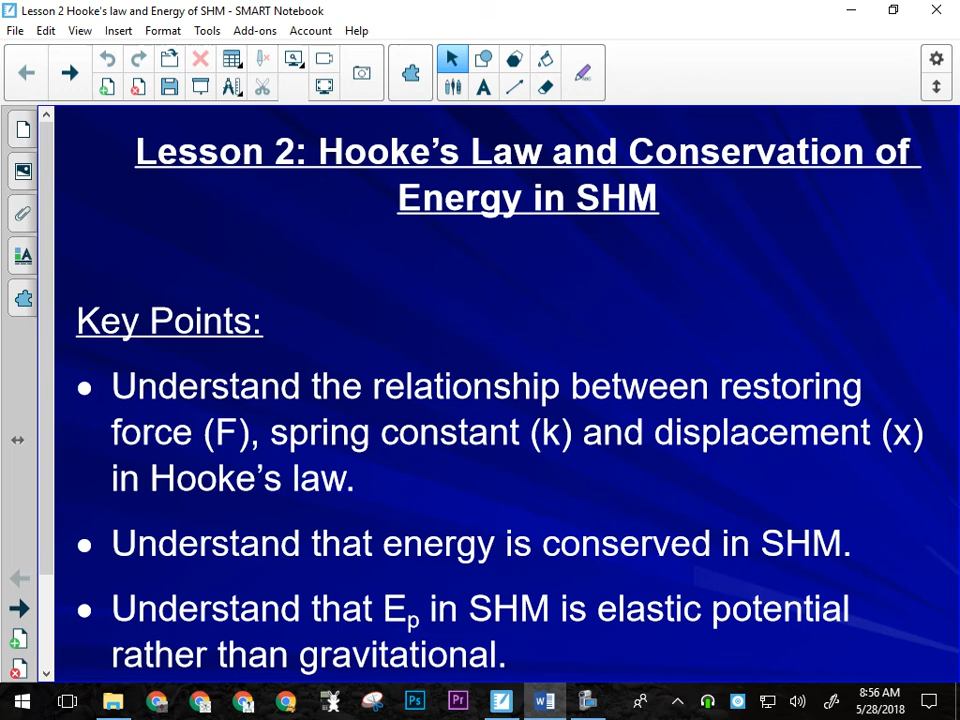 Lesson 2 Hooke's law and Energy of SHM - SMART Notebook
File Edit View Insert Format Tools Add-ons Account Help
A
A
Lesson 2: Hooke’s Law and Conservation of
Energy in SHM
Key Points:
• Understand the relationship between restoring
force (F), spring constant (k) and displacement (x)
in Hooke’s law.
• Understand that energy is conserved in SHM.
• Understand that Ep in SHM is elastic potential
rather than gravitational.
Ps Pr W
8:56 AM
5/28/2018